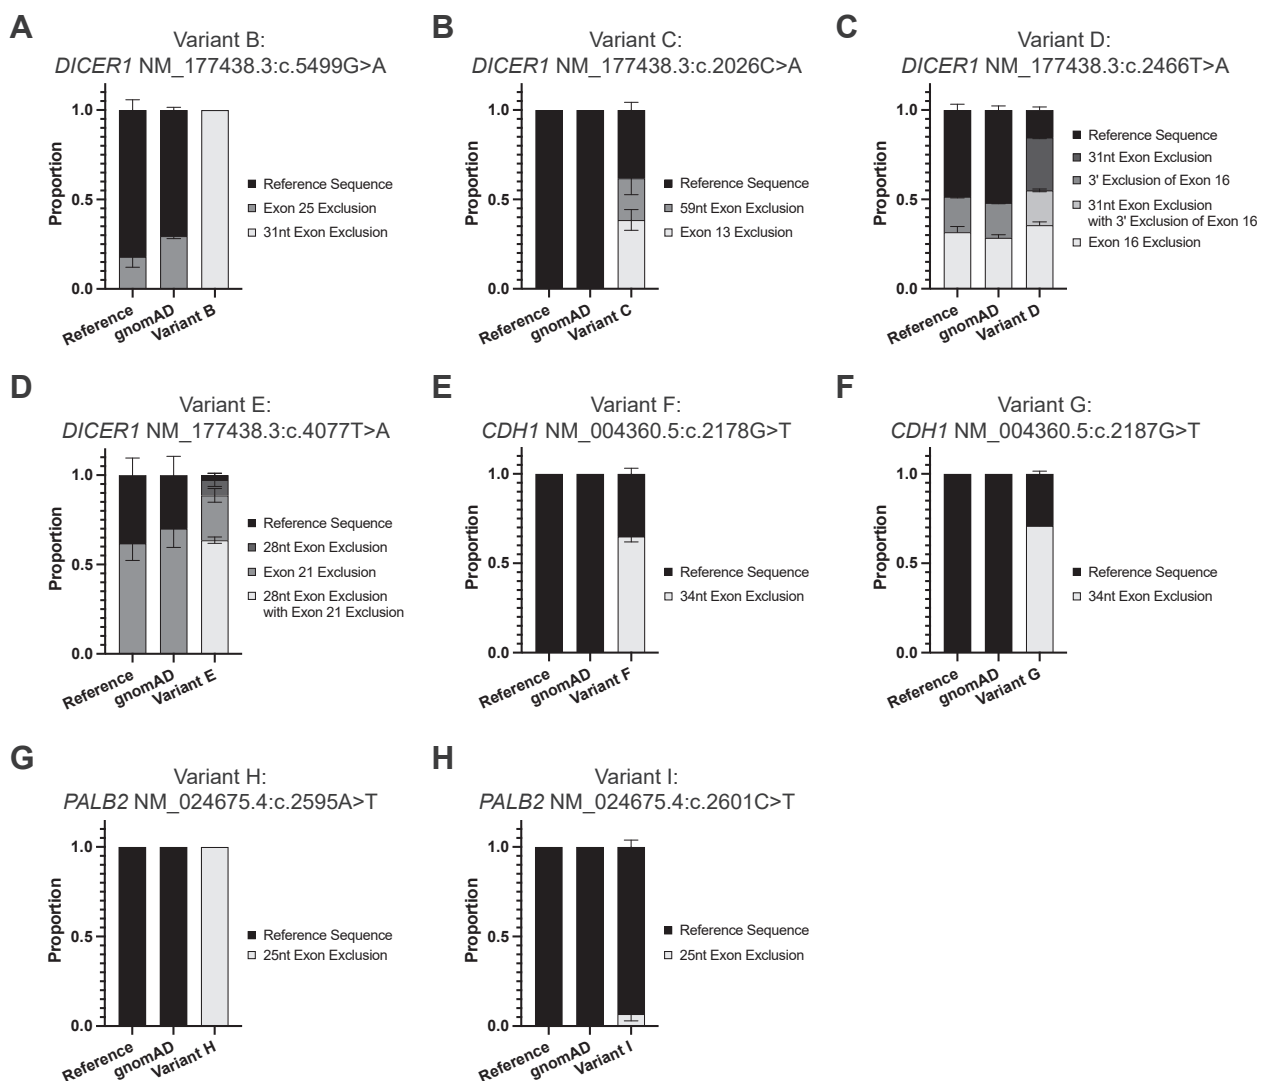 A
Variant B:
DICER1 NM_177438.3:c.5499G>A
Proportion
1.0
0.5
0.0
Reference
gnomAD
Variant B
Reference Sequence
Exon 25 Exclusion
31nt Exon Exclusion
B
Variant C:
DICER1 NM_177438.3:c.2026C>A
Proportion
1.0
0.5
0.0
Reference
gnomAD
Variant C
Reference Sequence
59nt Exon Exclusion
Exon 13 Exclusion
C
Variant D:
DICER1 NM_177438.3:c.2466T>A
Proportion
1.0
0.5
0.0
Reference
gnomAD
Variant D
Reference Sequence
31nt Exon Exclusion
3' Exclusion of Exon 16
31nt Exon Exclusion
with 3' Exclusion of Exon 16
Exon 16 Exclusion
D
Variant E:
DICER1 NM_177438.3:c.4077T>A
Proportion
1.0
0.5
0.0
Reference
gnomAD
Variant E
Reference Sequence
28nt Exon Exclusion
Exon 21 Exclusion
28nt Exon Exclusion
with Exon 21 Exclusion
E
Variant F:
CDH1 NM_004360.5:c.2178G>T
Proportion
1.0
0.5
0.0
Reference
gnomAD
Variant F
Reference Sequence
34nt Exon Exclusion
F
Variant G:
CDH1 NM_004360.5:c.2187G>T
Proportion
1.0
0.5
0.0
Reference
gnomAD
Variant G
Reference Sequence
34nt Exon Exclusion
G
Variant H:
PALB2 NM_024675.4:c.2595A>T
Proportion
1.0
0.5
0.0
Reference
gnomAD
Variant H
Reference Sequence
25nt Exon Exclusion
H
Variant I:
PALB2 NM_024675.4:c.2601C>T
Proportion
1.0
0.5
0.0
Reference
gnomAD
Variant I
Reference Sequence
25nt Exon Exclusion